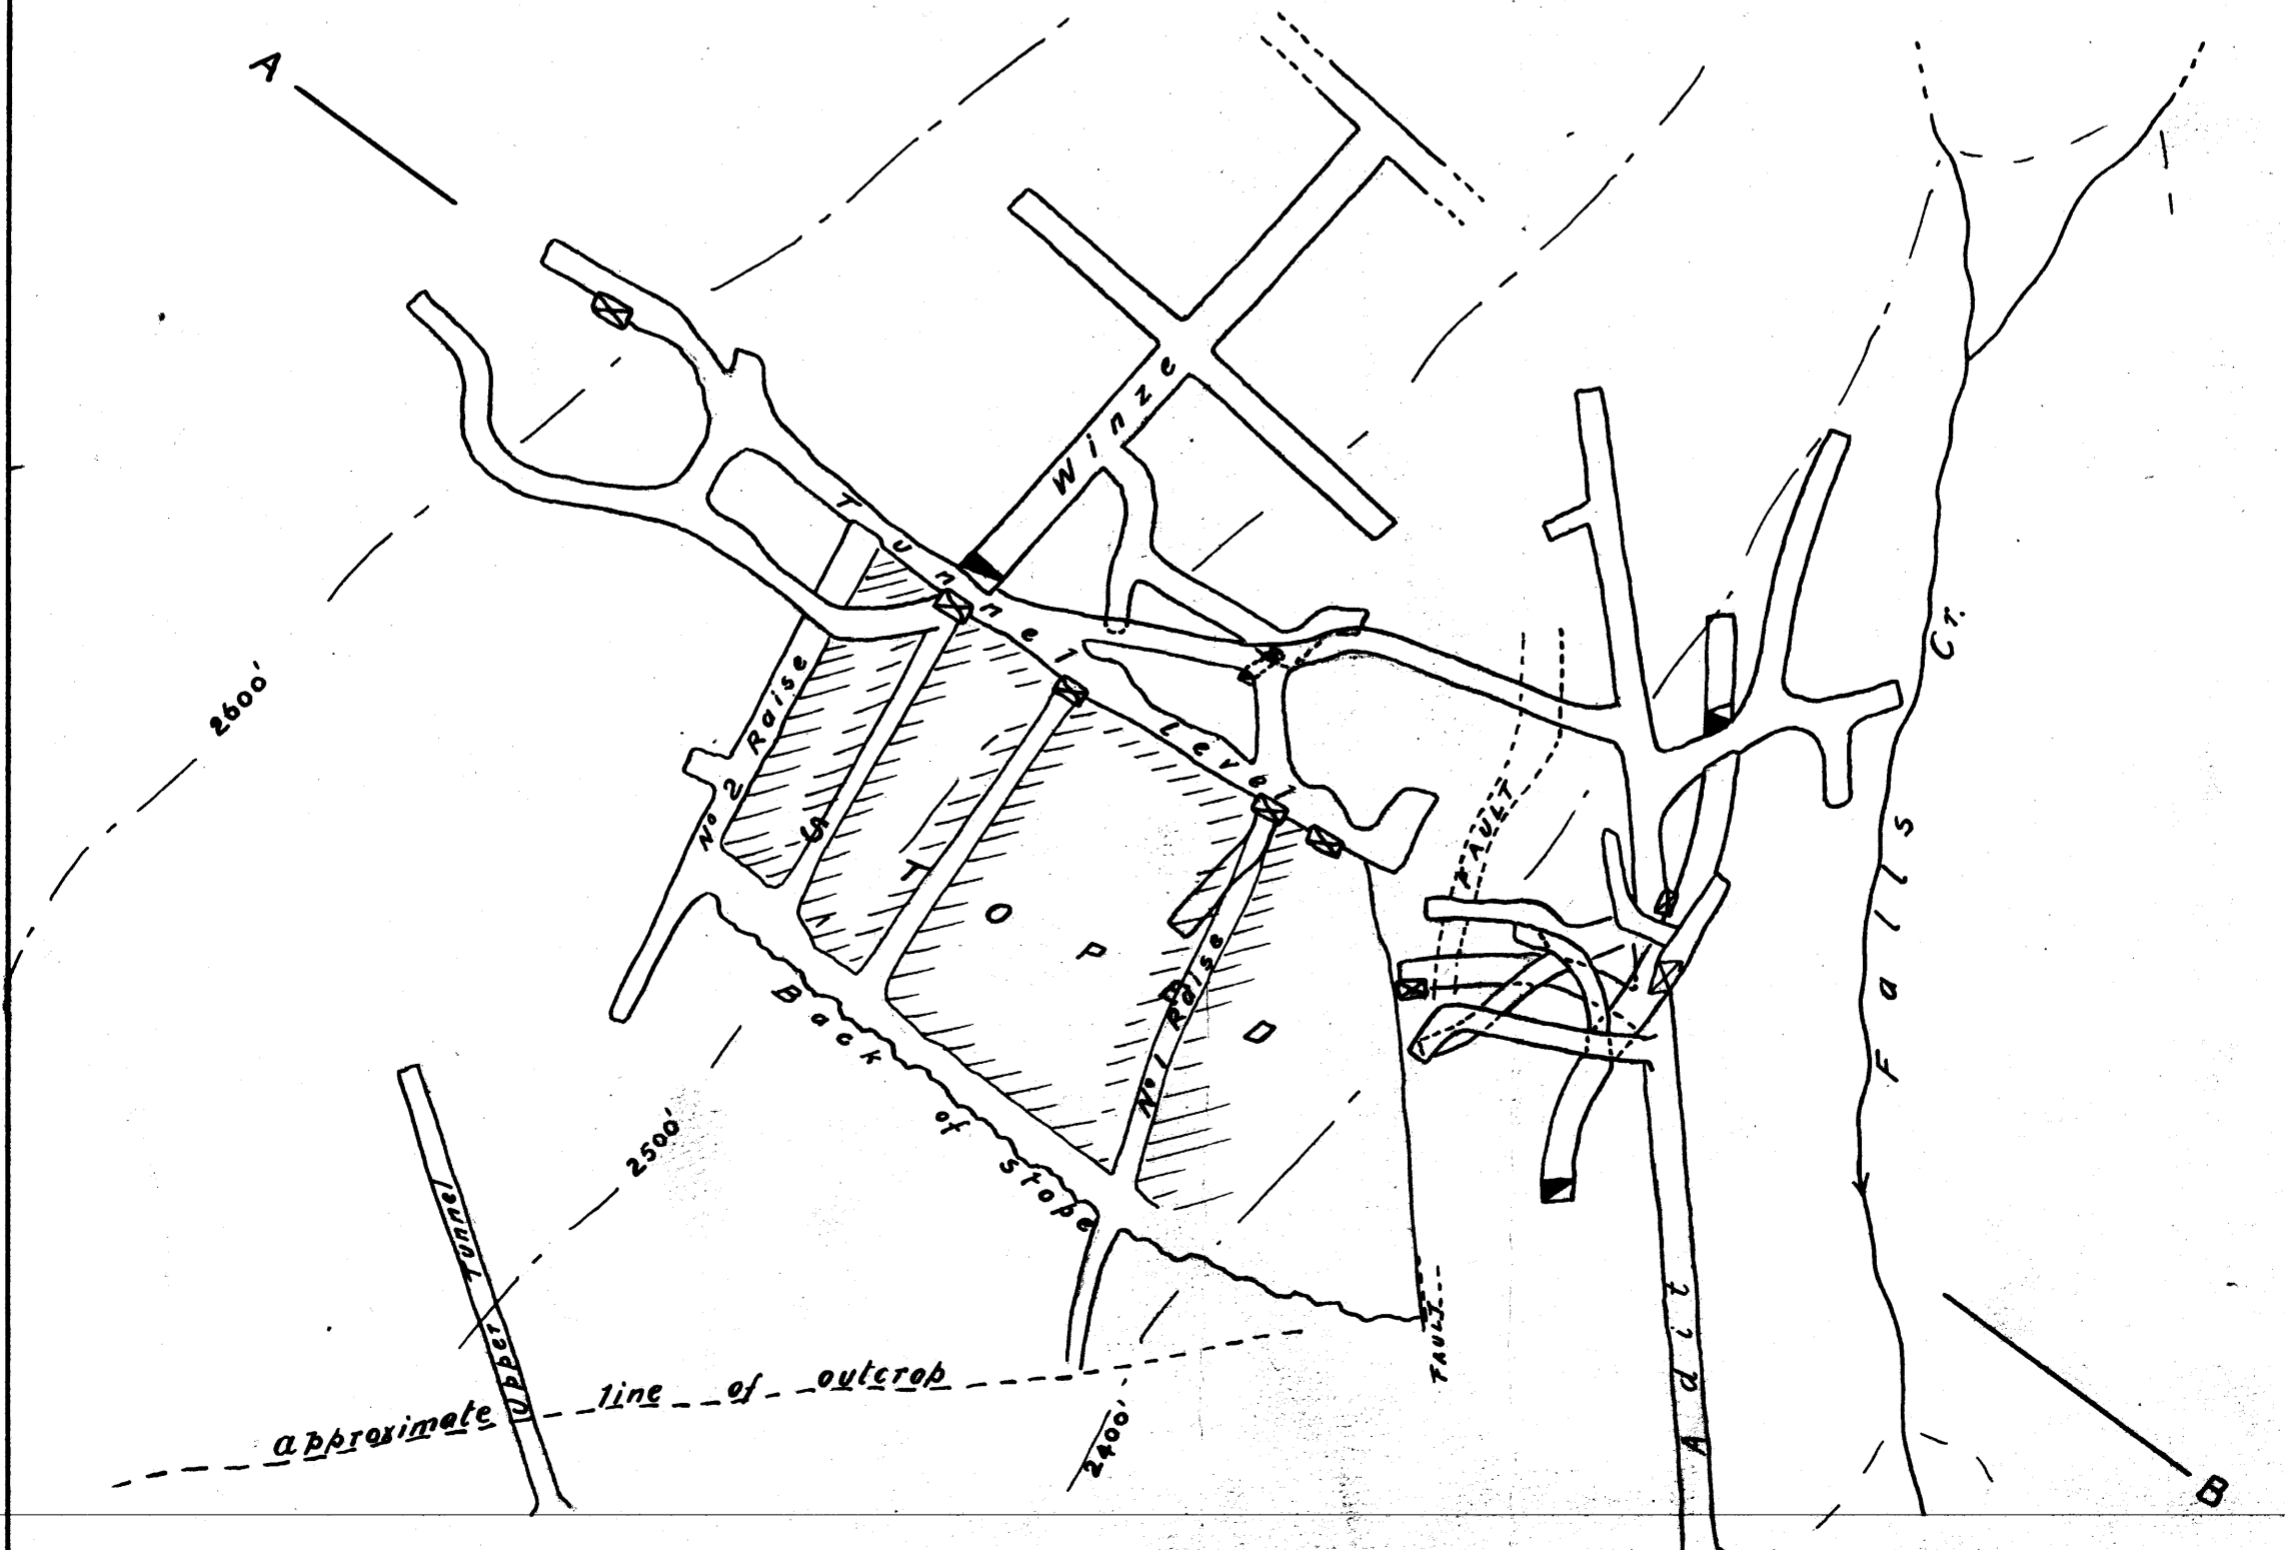 A
Winze
Tunnel Level
Falls Cr.
2600'
No 2 Raise
STOPED
FAULT
No 1 Raise
Back of stope
2500'
Upper Tunnel
FAULT
Adit
approximate line of outcrop
2400'
B